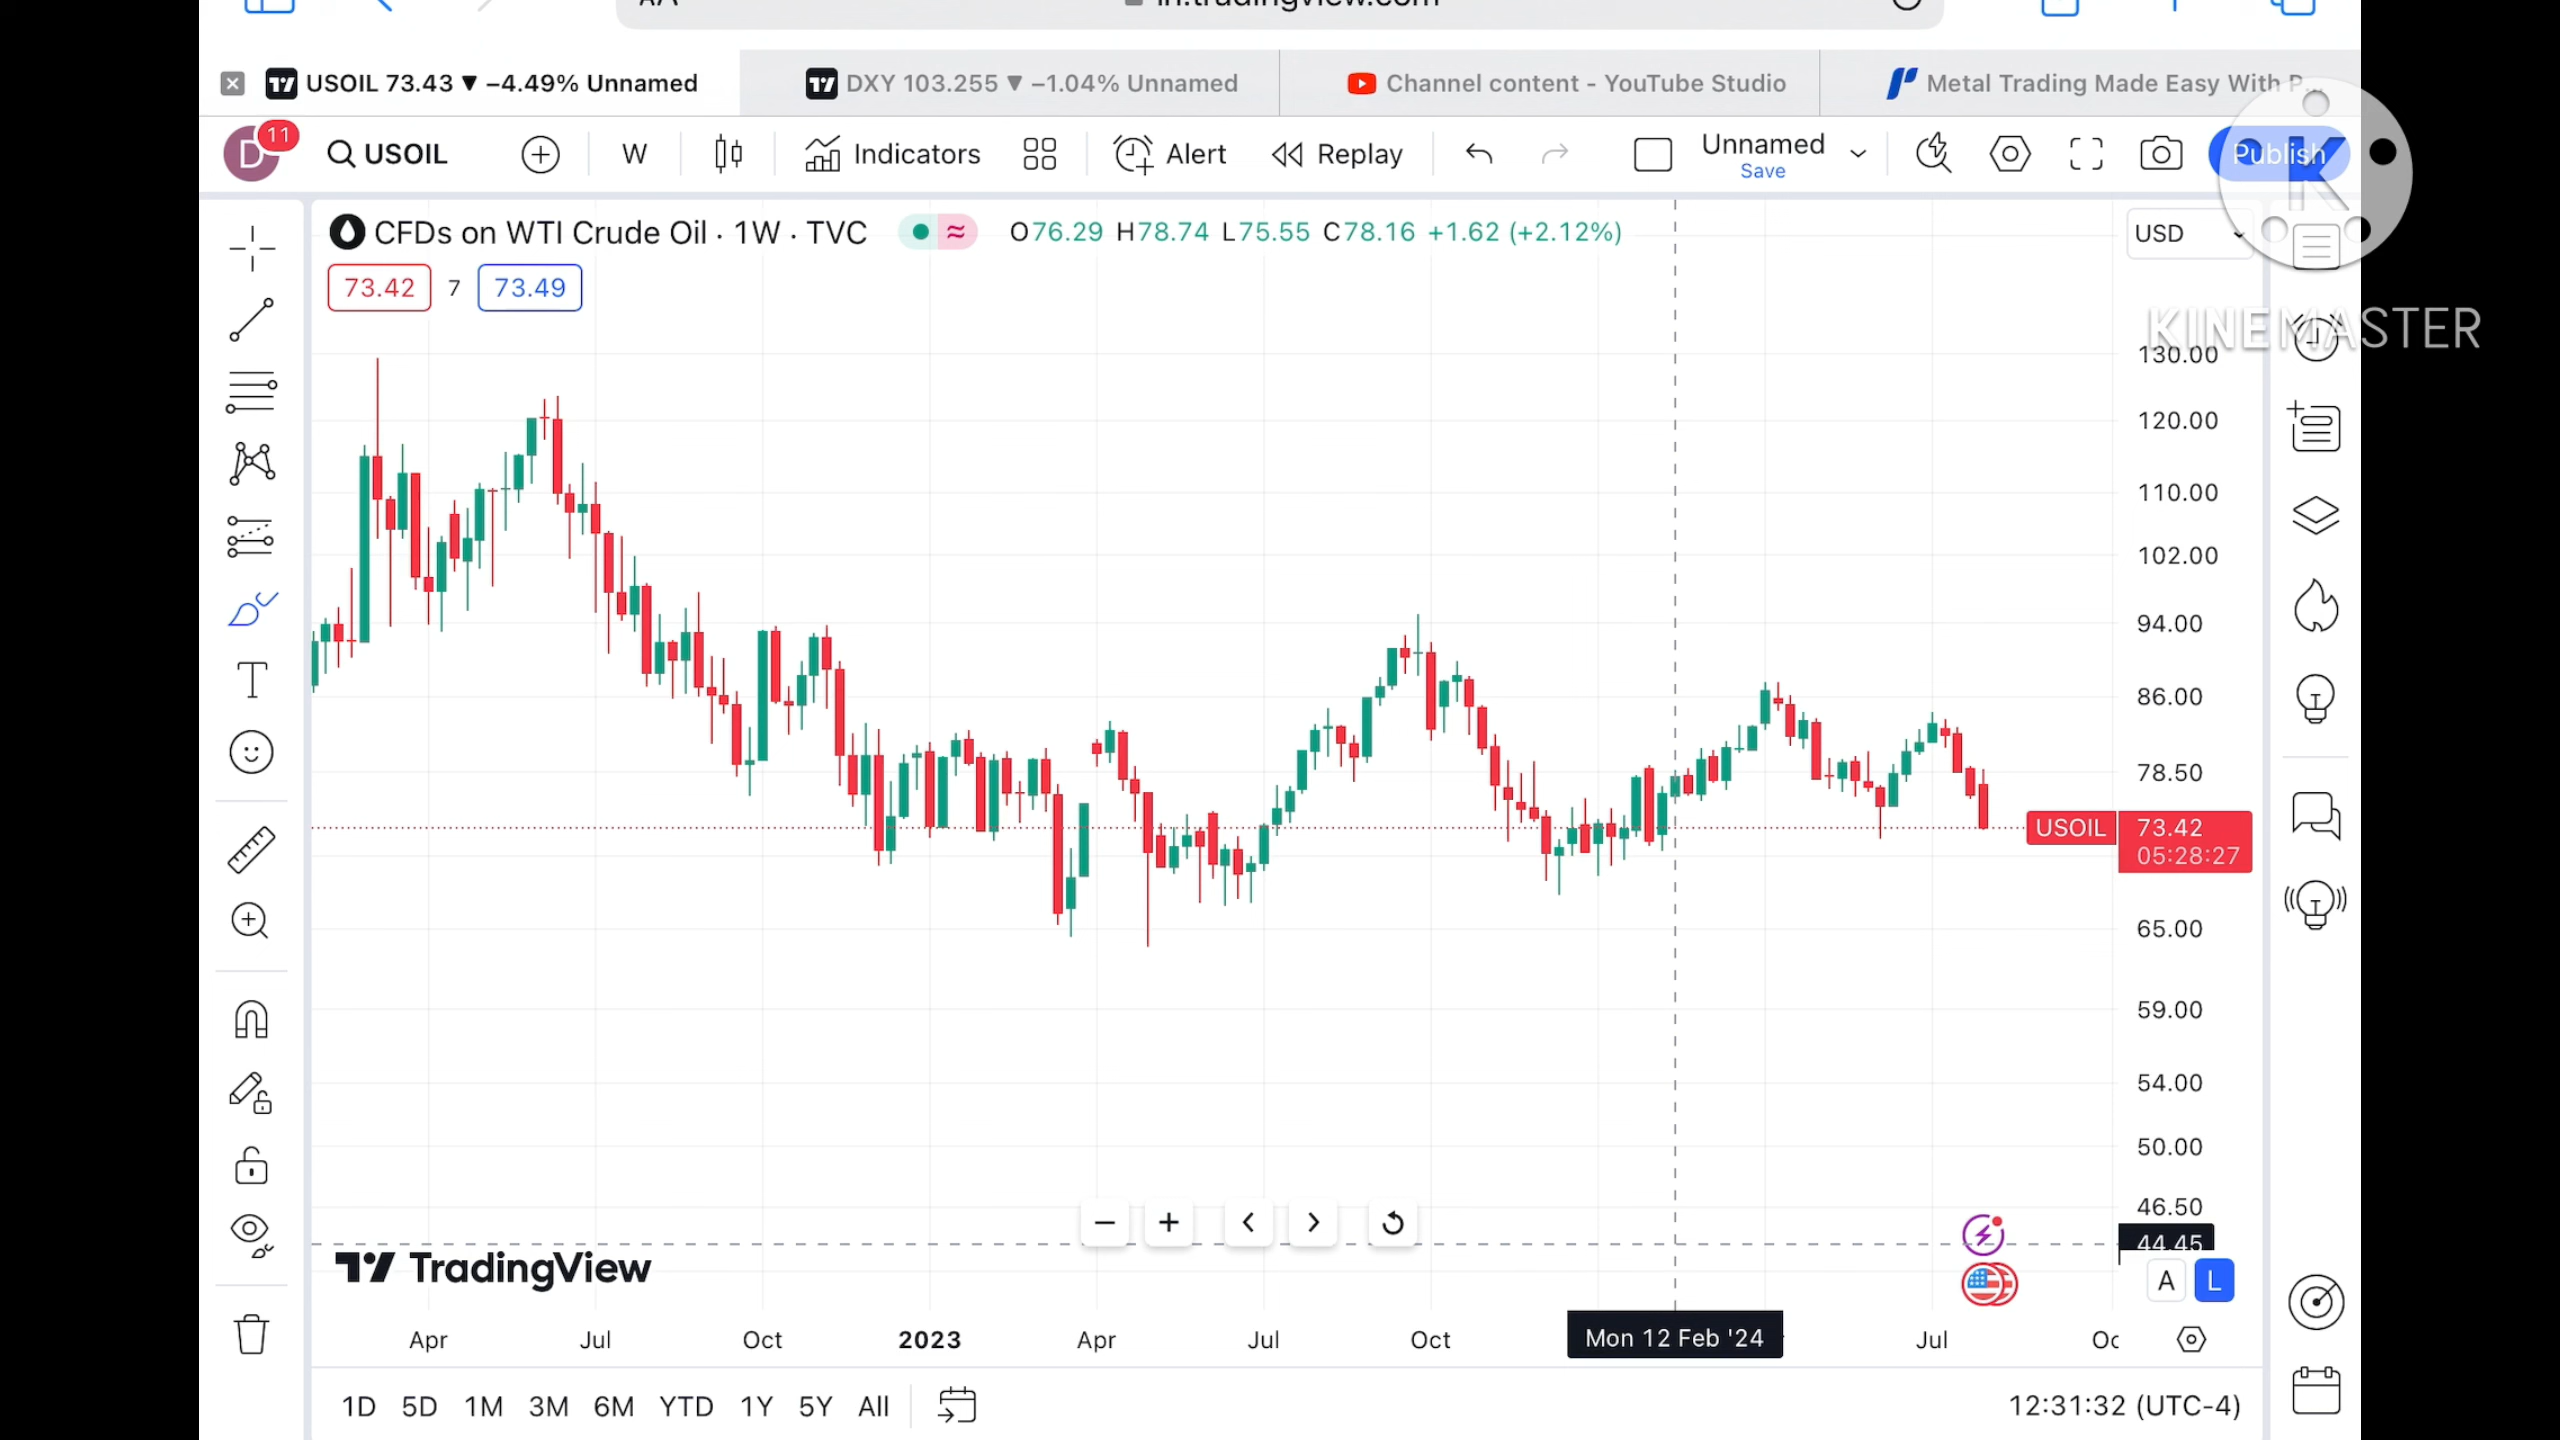 USOIL 73.43 ▼ −4.49% Unnamed
DXY 103.255 ▼ −1.04% Unnamed
Channel content - YouTube Studio
Metal Trading Made Easy With P...
D
11
USOIL
W
Indicators
Alert
Replay
Unnamed
Save
Publish
K
KINEMASTER
CFDs on WTI Crude Oil · 1W · TVC
O76.29 H78.74 L75.55 C78.16 +1.62 (+2.12%)
USD
73.42
7
73.49
130.00
120.00
110.00
102.00
94.00
86.00
78.50
USOIL
73.42
05:28:27
65.00
59.00
54.00
50.00
46.50
44.45
A
L
TradingView
Apr
Jul
Oct
2023
Apr
Jul
Oct
Mon 12 Feb '24
Jul
1D 5D 1M 3M 6M YTD 1Y 5Y All
12:31:32 (UTC-4)